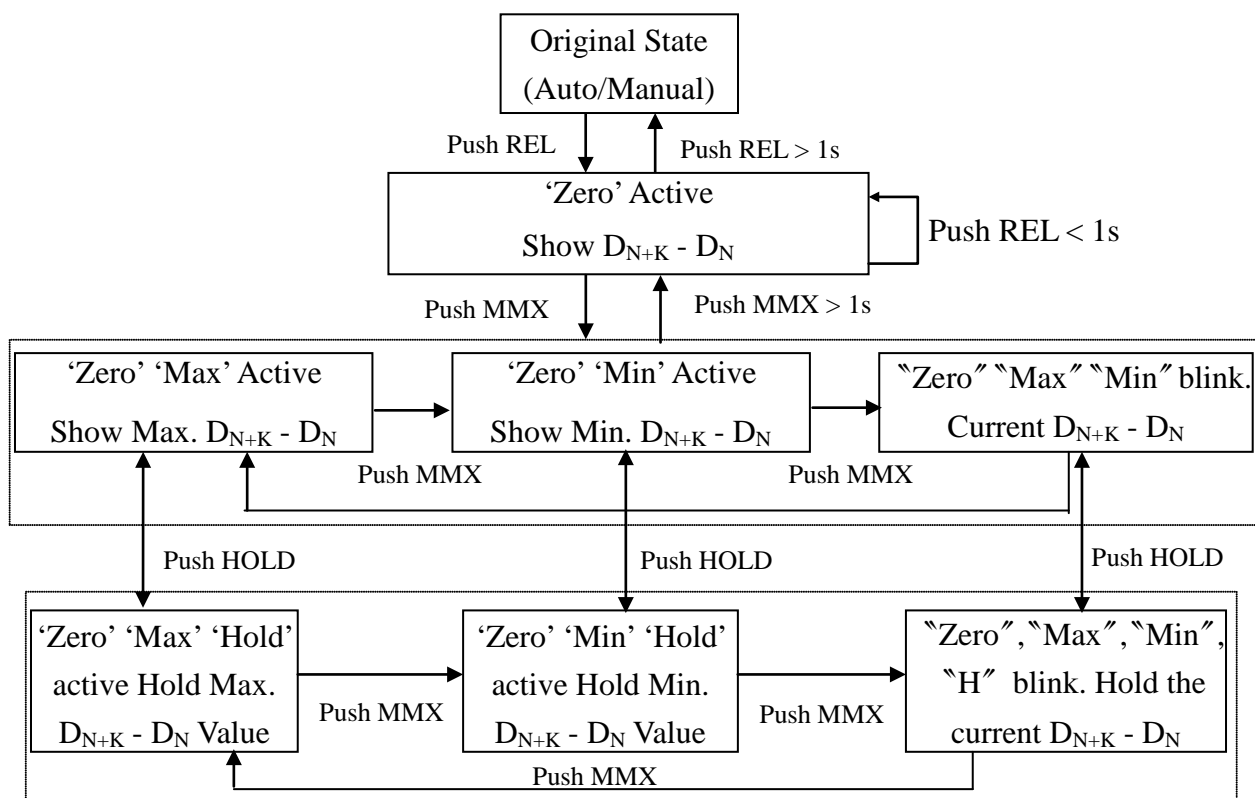 Original State
(Auto/Manual)
Push REL
Push REL > 1s
‘Zero’ Active
Show D_{N+K} - D_N
Push REL < 1s
Push MMX
Push MMX > 1s
‘Zero’ ‘Max’ Active
Show Max. D_{N+K} - D_N
‘Zero’ ‘Min’ Active
Show Min. D_{N+K} - D_N
‶Zero″ ‶Max″ ‶Min″ blink.
Current D_{N+K} - D_N
Push MMX
Push MMX
Push HOLD
Push HOLD
Push HOLD
‘Zero’ ‘Max’ ‘Hold’
active Hold Max.
D_{N+K} - D_N Value
‘Zero’ ‘Min’ ‘Hold’
active Hold Min.
D_{N+K} - D_N Value
‶Zero″, ‶Max″, ‶Min″,
‶H″ blink. Hold the
current D_{N+K} - D_N
Push MMX
Push MMX
Push MMX